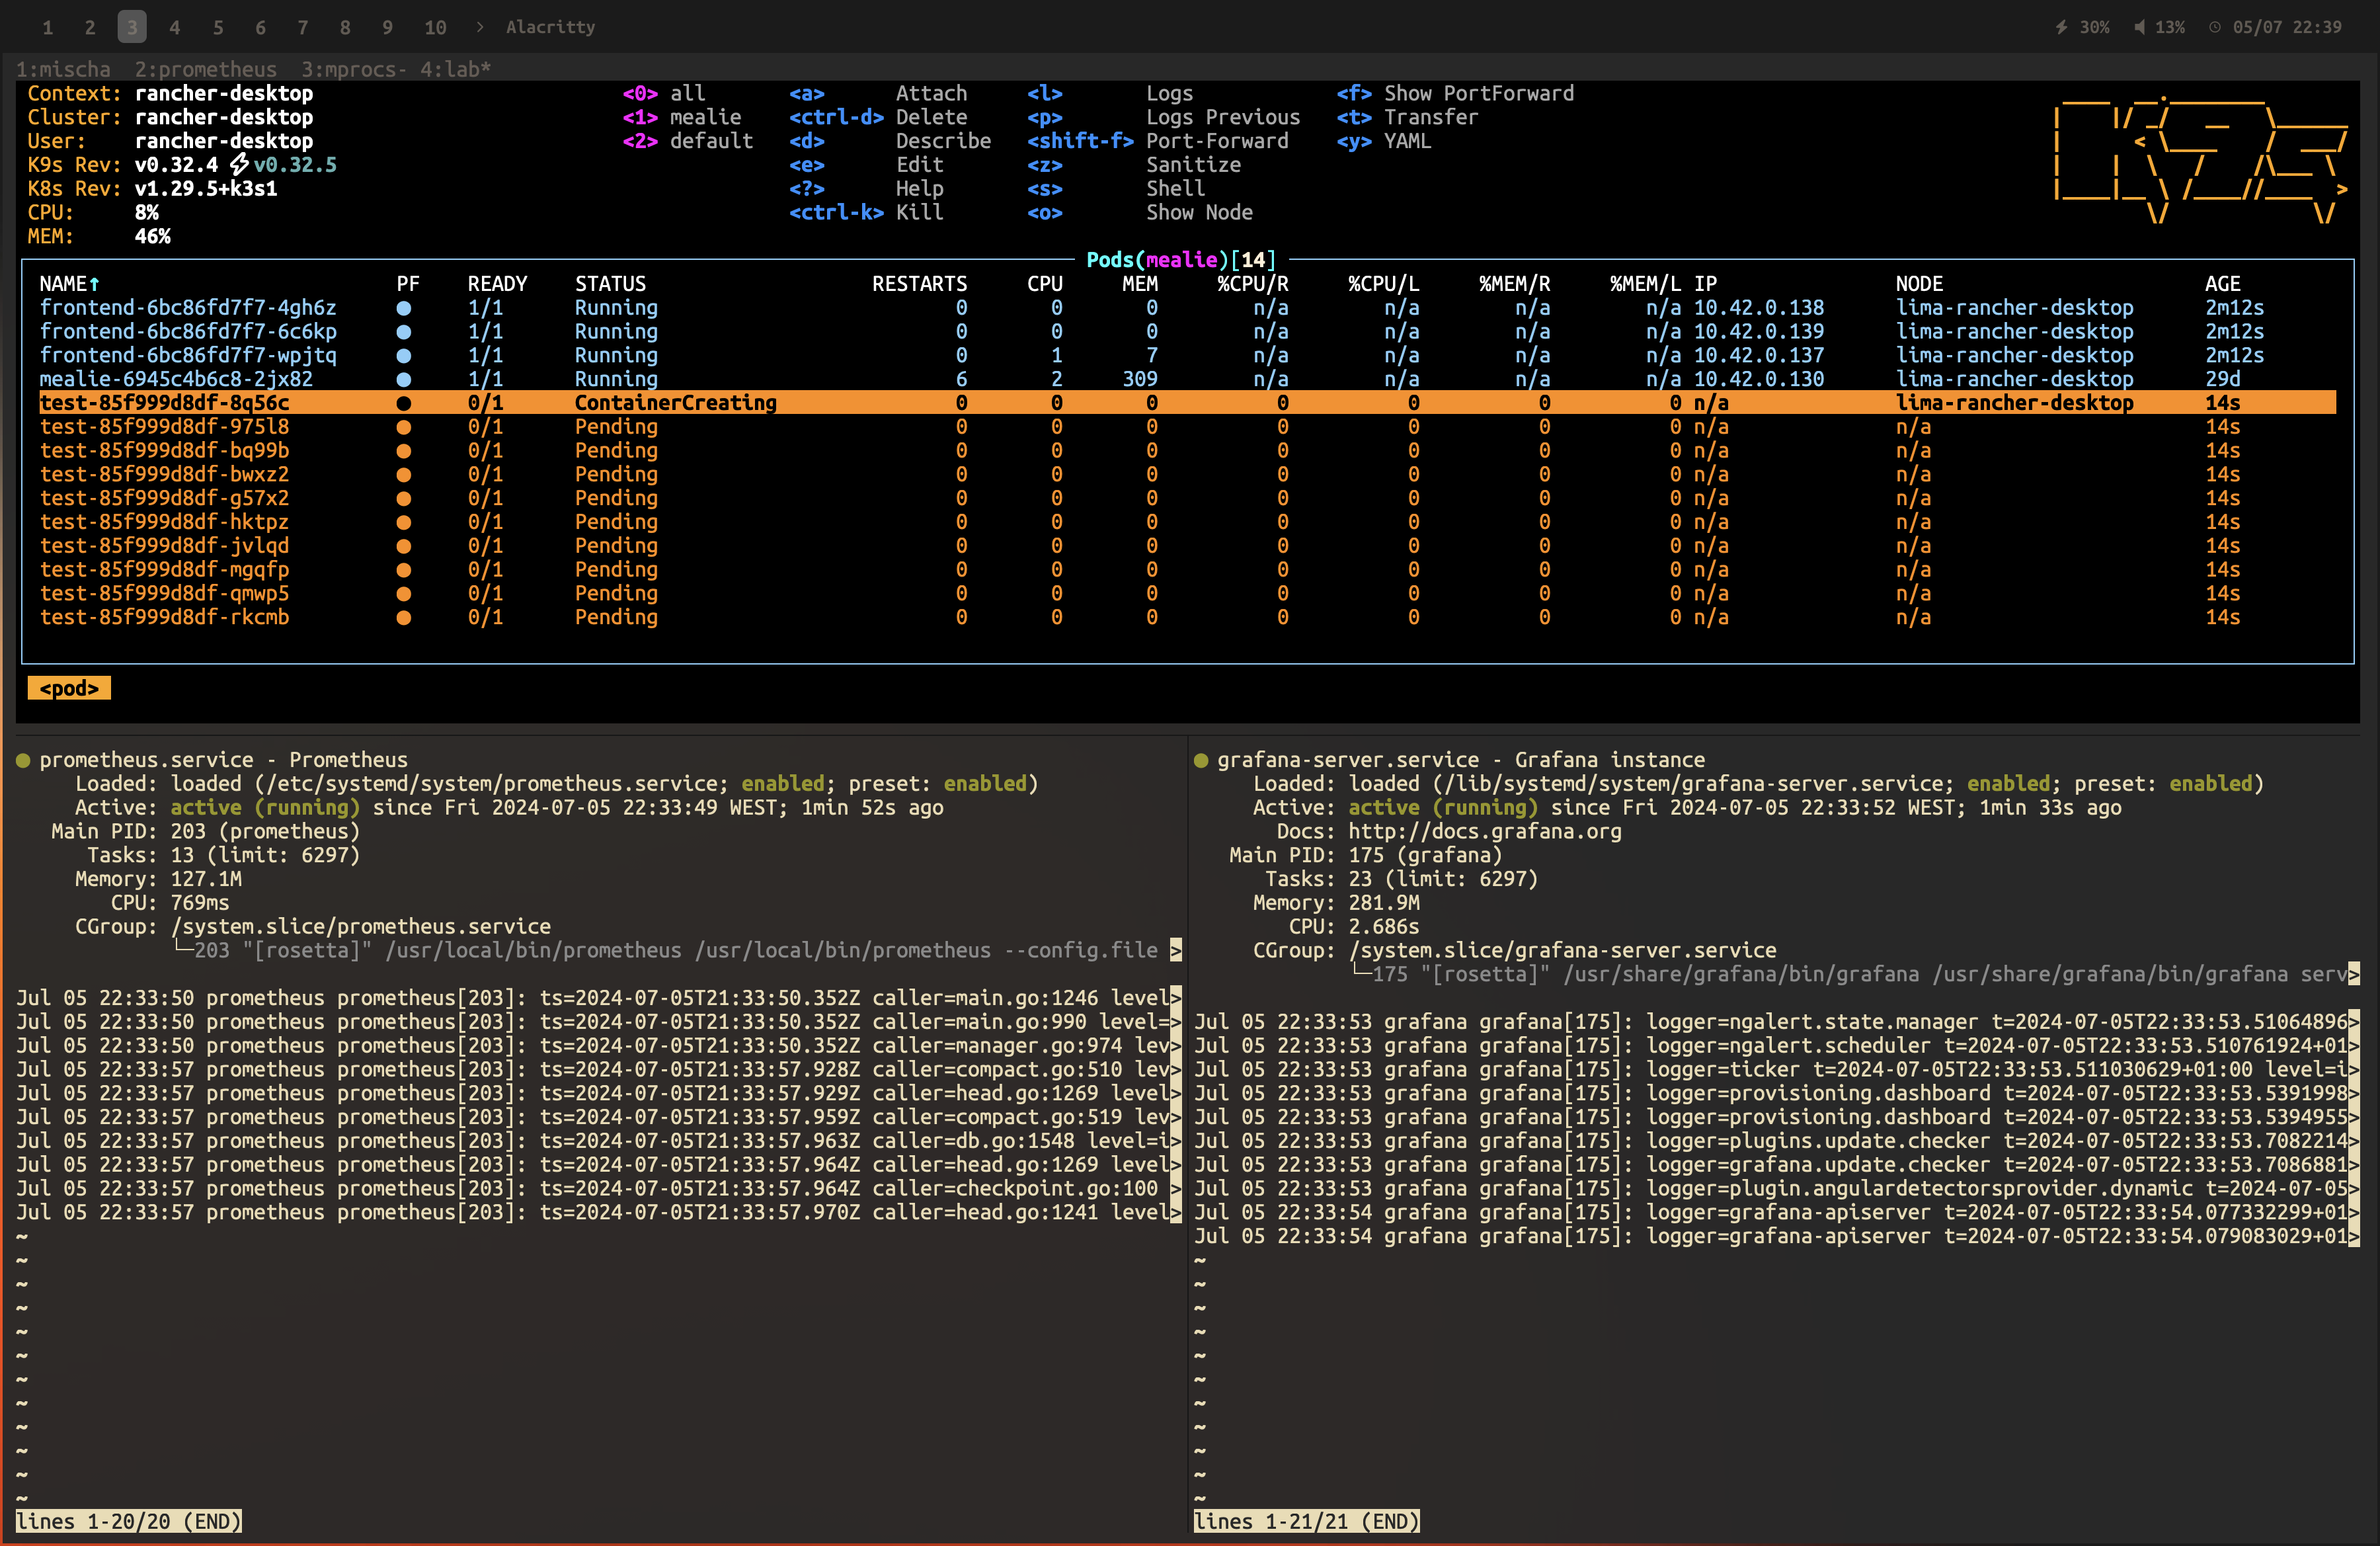 1 2 3 4 5 6 7 8 9 10 > Alacritty 30% 13% 05/07 22:39
1:mischa 2:prometheus 3:mprocs- 4:lab*
Context: rancher-desktop <0> all <a> Attach <l> Logs <f> Show PortForward
Cluster: rancher-desktop <1> mealie <ctrl-d> Delete <p> Logs Previous <t> Transfer
User: rancher-desktop <2> default <d> Describe <shift-f> Port-Forward <y> YAML
K9s Rev: v0.32.4 ⚡v0.32.5 <e> Edit <z> Sanitize
K8s Rev: v1.29.5+k3s1 <?> Help <s> Shell
CPU: 8% <ctrl-k> Kill <o> Show Node
MEM: 46%
K9s
Pods(mealie)[14]
NAME↑ PF READY STATUS RESTARTS CPU MEM %CPU/R %CPU/L %MEM/R %MEM/L IP NODE AGE
frontend-6bc86fd7f7-4gh6z ● 1/1 Running 0 0 0 n/a n/a n/a n/a 10.42.0.138 lima-rancher-desktop 2m12s
frontend-6bc86fd7f7-6c6kp ● 1/1 Running 0 0 0 n/a n/a n/a n/a 10.42.0.139 lima-rancher-desktop 2m12s
frontend-6bc86fd7f7-wpjtq ● 1/1 Running 0 1 7 n/a n/a n/a n/a 10.42.0.137 lima-rancher-desktop 2m12s
mealie-6945c4b6c8-2jx82 ● 1/1 Running 6 2 309 n/a n/a n/a n/a 10.42.0.130 lima-rancher-desktop 29d
test-85f999d8df-8q56c ● 0/1 ContainerCreating 0 0 0 0 0 0 0 n/a lima-rancher-desktop 14s
test-85f999d8df-975l8 ● 0/1 Pending 0 0 0 0 0 0 0 n/a n/a 14s
test-85f999d8df-bq99b ● 0/1 Pending 0 0 0 0 0 0 0 n/a n/a 14s
test-85f999d8df-bwxz2 ● 0/1 Pending 0 0 0 0 0 0 0 n/a n/a 14s
test-85f999d8df-g57x2 ● 0/1 Pending 0 0 0 0 0 0 0 n/a n/a 14s
test-85f999d8df-hktpz ● 0/1 Pending 0 0 0 0 0 0 0 n/a n/a 14s
test-85f999d8df-jvlqd ● 0/1 Pending 0 0 0 0 0 0 0 n/a n/a 14s
test-85f999d8df-mgqfp ● 0/1 Pending 0 0 0 0 0 0 0 n/a n/a 14s
test-85f999d8df-qmwp5 ● 0/1 Pending 0 0 0 0 0 0 0 n/a n/a 14s
test-85f999d8df-rkcmb ● 0/1 Pending 0 0 0 0 0 0 0 n/a n/a 14s
<pod>
● prometheus.service - Prometheus
Loaded: loaded (/etc/systemd/system/prometheus.service; enabled; preset: enabled)
Active: active (running) since Fri 2024-07-05 22:33:49 WEST; 1min 52s ago
Main PID: 203 (prometheus)
Tasks: 13 (limit: 6297)
Memory: 127.1M
CPU: 769ms
CGroup: /system.slice/prometheus.service
└─203 "[rosetta]" /usr/local/bin/prometheus /usr/local/bin/prometheus --config.file >
Jul 05 22:33:50 prometheus prometheus[203]: ts=2024-07-05T21:33:50.352Z caller=main.go:1246 level>
Jul 05 22:33:50 prometheus prometheus[203]: ts=2024-07-05T21:33:50.352Z caller=main.go:990 level=>
Jul 05 22:33:50 prometheus prometheus[203]: ts=2024-07-05T21:33:50.352Z caller=manager.go:974 lev>
Jul 05 22:33:57 prometheus prometheus[203]: ts=2024-07-05T21:33:57.928Z caller=compact.go:510 lev>
Jul 05 22:33:57 prometheus prometheus[203]: ts=2024-07-05T21:33:57.929Z caller=head.go:1269 level>
Jul 05 22:33:57 prometheus prometheus[203]: ts=2024-07-05T21:33:57.959Z caller=compact.go:519 lev>
Jul 05 22:33:57 prometheus prometheus[203]: ts=2024-07-05T21:33:57.963Z caller=db.go:1548 level=i>
Jul 05 22:33:57 prometheus prometheus[203]: ts=2024-07-05T21:33:57.964Z caller=head.go:1269 level>
Jul 05 22:33:57 prometheus prometheus[203]: ts=2024-07-05T21:33:57.964Z caller=checkpoint.go:100 >
Jul 05 22:33:57 prometheus prometheus[203]: ts=2024-07-05T21:33:57.970Z caller=head.go:1241 level>
~
~
~
~
~
~
~
~
~
~
~
~
lines 1-20/20 (END)
● grafana-server.service - Grafana instance
Loaded: loaded (/lib/systemd/system/grafana-server.service; enabled; preset: enabled)
Active: active (running) since Fri 2024-07-05 22:33:52 WEST; 1min 33s ago
Docs: http://docs.grafana.org
Main PID: 175 (grafana)
Tasks: 23 (limit: 6297)
Memory: 281.9M
CPU: 2.686s
CGroup: /system.slice/grafana-server.service
└─175 "[rosetta]" /usr/share/grafana/bin/grafana /usr/share/grafana/bin/grafana serv>
Jul 05 22:33:53 grafana grafana[175]: logger=ngalert.state.manager t=2024-07-05T22:33:53.51064896>
Jul 05 22:33:53 grafana grafana[175]: logger=ngalert.scheduler t=2024-07-05T22:33:53.510761924+01>
Jul 05 22:33:53 grafana grafana[175]: logger=ticker t=2024-07-05T22:33:53.511030629+01:00 level=i>
Jul 05 22:33:53 grafana grafana[175]: logger=provisioning.dashboard t=2024-07-05T22:33:53.5391998>
Jul 05 22:33:53 grafana grafana[175]: logger=provisioning.dashboard t=2024-07-05T22:33:53.5394955>
Jul 05 22:33:53 grafana grafana[175]: logger=plugins.update.checker t=2024-07-05T22:33:53.7082214>
Jul 05 22:33:53 grafana grafana[175]: logger=grafana.update.checker t=2024-07-05T22:33:53.7086881>
Jul 05 22:33:53 grafana grafana[175]: logger=plugin.angulardetectorsprovider.dynamic t=2024-07-05>
Jul 05 22:33:54 grafana grafana[175]: logger=grafana-apiserver t=2024-07-05T22:33:54.077332299+01>
Jul 05 22:33:54 grafana grafana[175]: logger=grafana-apiserver t=2024-07-05T22:33:54.079083029+01>
~
~
~
~
~
~
~
~
~
~
~
lines 1-21/21 (END)